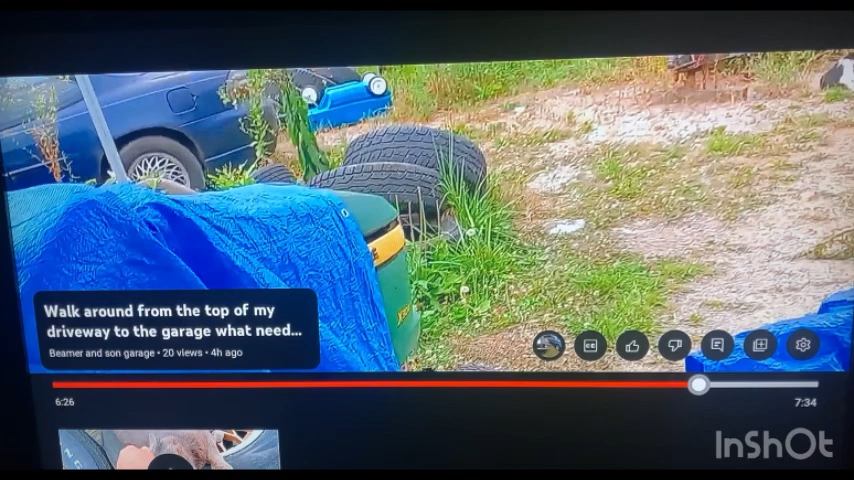 Walk around from the top of my
driveway to the garage what need...
Beamer and son garage • 20 views • 4h ago
CC
6:26
7:34
InShOt